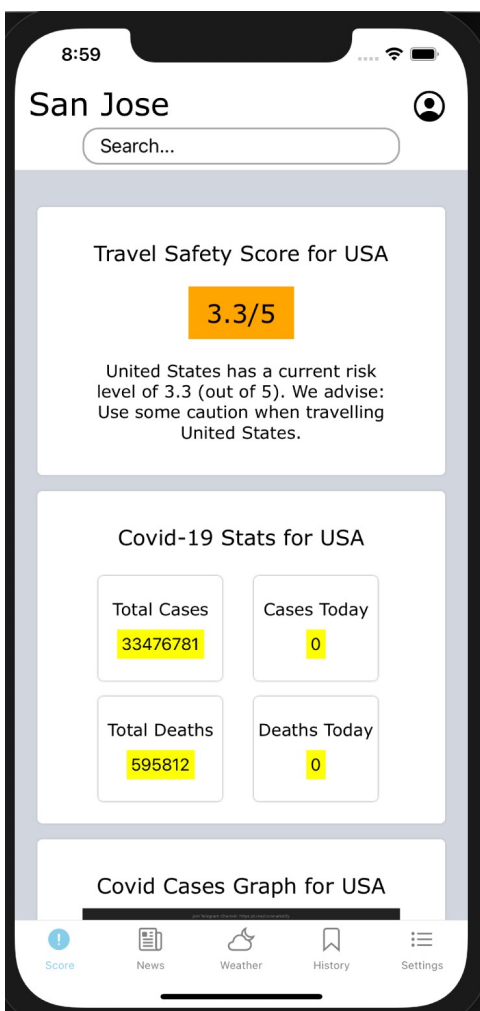 8:59
San Jose
Search...
Travel Safety Score for USA
3.3/5
United States has a current risk
level of 3.3 (out of 5). We advise:
Use some caution when travelling
United States.
Covid-19 Stats for USA
Total Cases
Cases Today
33476781
0
Total Deaths
Deaths Today
595812
0
Covid Cases Graph for USA
Score
News
Weather
History
Settings